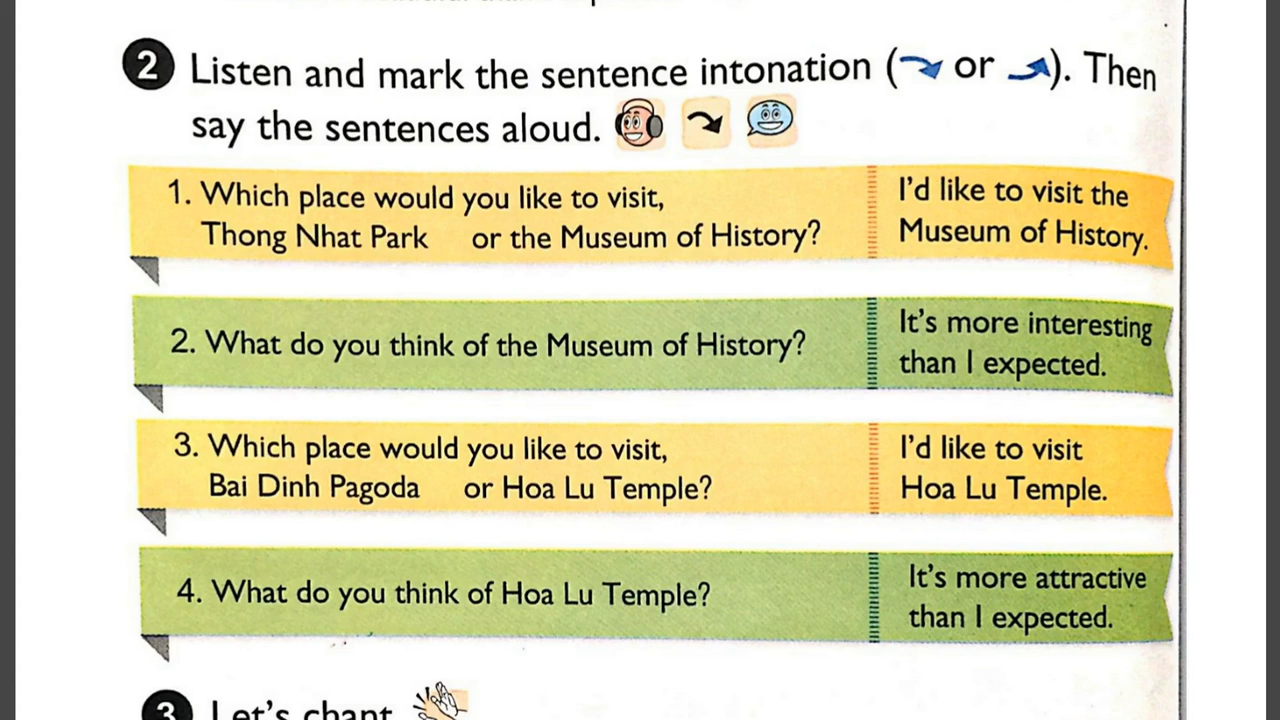 2 Listen and mark the sentence intonation ( or ). Then
say the sentences aloud.
1. Which place would you like to visit,
Thong Nhat Park or the Museum of History?
I'd like to visit the
Museum of History.
2. What do you think of the Museum of History?
It's more interesting
than I expected.
3. Which place would you like to visit,
Bai Dinh Pagoda or Hoa Lu Temple?
I'd like to visit
Hoa Lu Temple.
4. What do you think of Hoa Lu Temple?
It's more attractive
than I expected.
3 Let's chant.